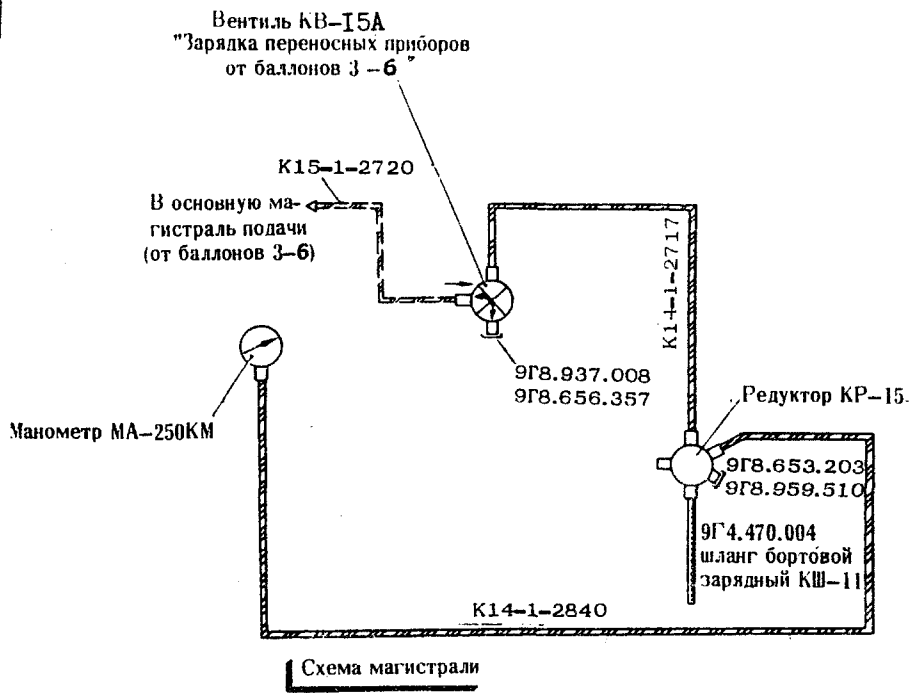 Вентиль КВ-15А
"Зарядка переносных приборов
от баллонов 3-6"
К15-1-2720
В основную ма-
гистраль подачи
(от баллонов 3-6)
К14-1-2717
9Г8.937.008
9Г8.656.357
Манометр МА-250КМ
Редуктор КР-15
9Г8.653.203
9Г8.959.510
9Г4.470.004
шланг бортовой
зарядный КШ-11
К14-1-2840
Схема магистрали